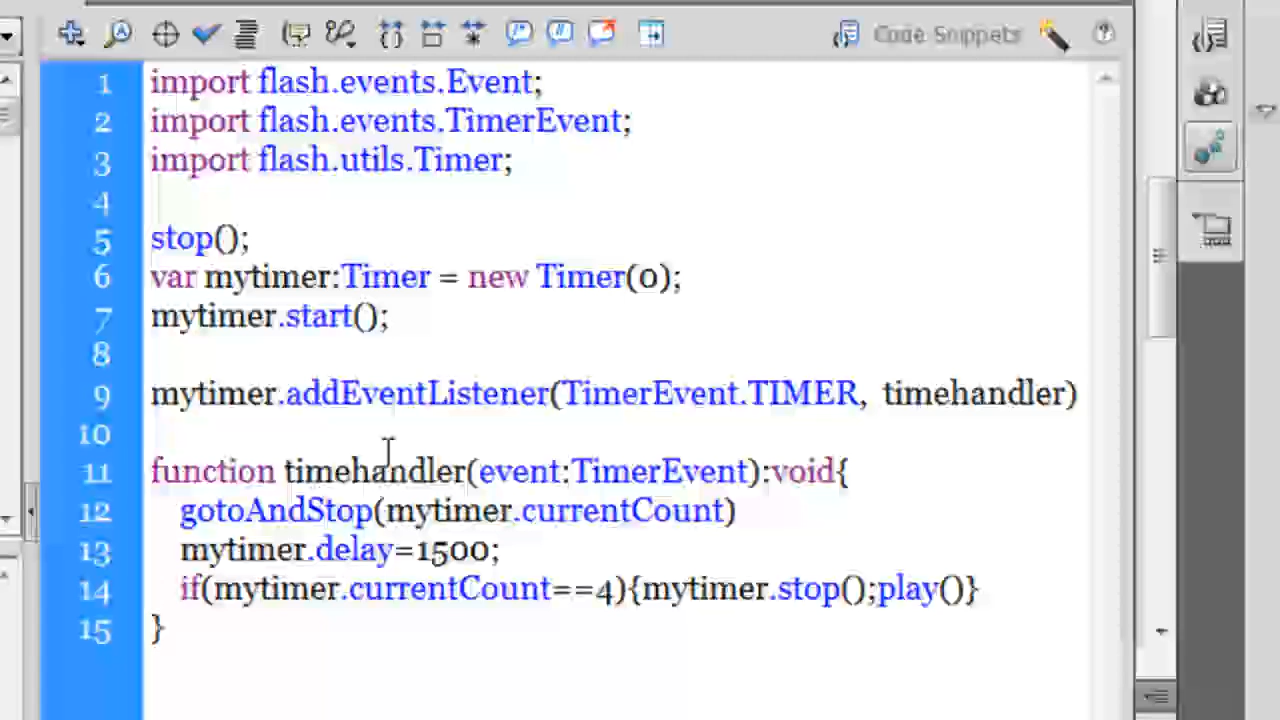 Code Snippets
1 import flash.events.Event;
2 import flash.events.TimerEvent;
3 import flash.utils.Timer;
4
5 stop();
6 var mytimer:Timer = new Timer(0);
7 mytimer.start();
8
9 mytimer.addEventListener(TimerEvent.TIMER, timehandler)
10
11 function timehandler(event:TimerEvent):void{
12 gotoAndStop(mytimer.currentCount)
13 mytimer.delay=1500;
14 if(mytimer.currentCount==4){mytimer.stop();play()}
15 }